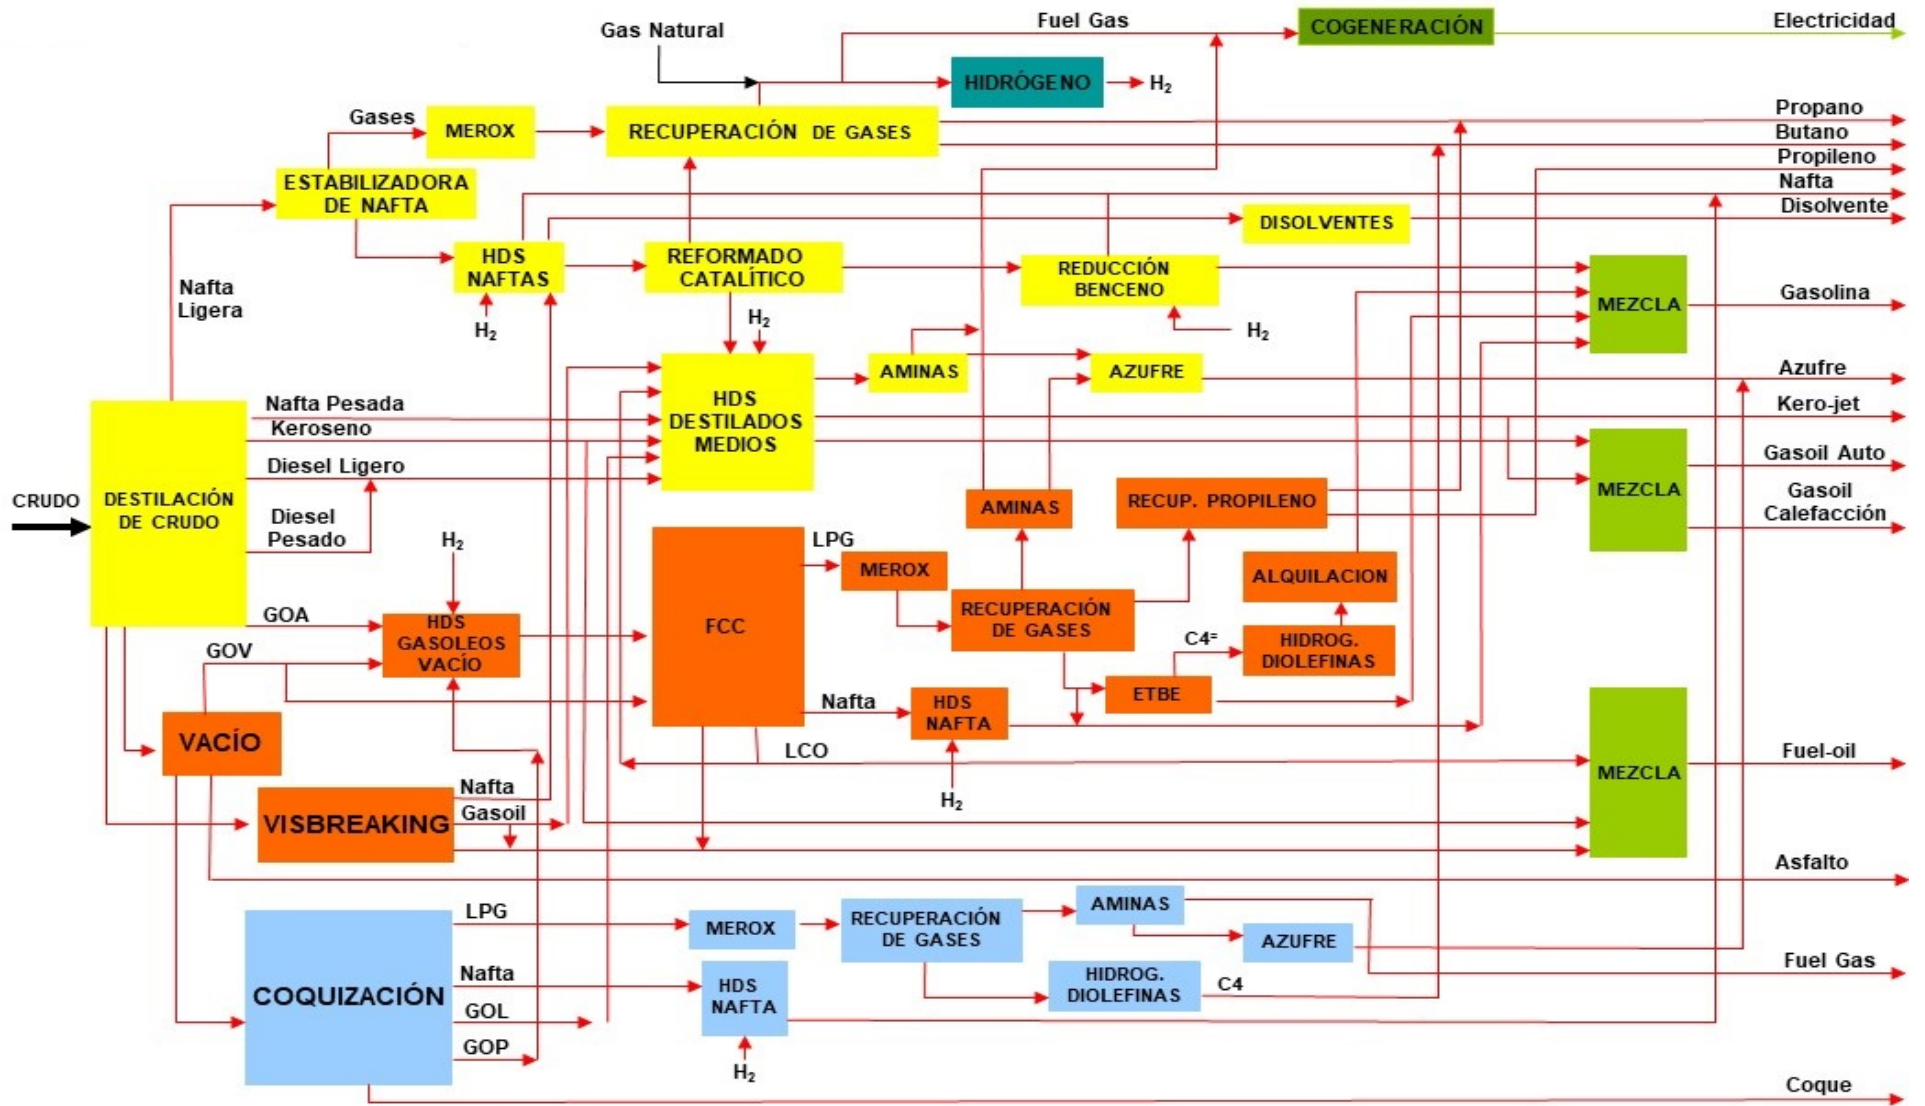 Fuel Gas
COGENERACIÓN
Electricidad
Gas Natural
HIDRÓGENO
H2
Gases
MEROX
RECUPERACIÓN DE GASES
Propano
Butano
Propileno
ESTABILIZADORA
DE NAFTA
Nafta
Disolvente
DISOLVENTES
HDS
NAFTAS
REFORMADO
CATALÍTICO
REDUCCIÓN
BENCENO
Nafta
Ligera
H2
H2
H2
MEZCLA
Gasolina
AMINAS
AZUFRE
Azufre
HDS
DESTILADOS
MEDIOS
Nafta Pesada
Keroseno
Kero-jet
Diesel Ligero
Gasoil Auto
CRUDO
DESTILACIÓN
DE CRUDO
Diesel
Pesado
MEZCLA
Gasoil
Calefacción
AMINAS
RECUP. PROPILENO
H2
LPG
MEROX
ALQUILACION
GOA
HDS
GASOLEOS
VACÍO
FCC
RECUPERACIÓN
DE GASES
GOV
C4=
HIDROG.
DIOLEFINAS
ETBE
Nafta
HDS
NAFTA
VACÍO
LCO
H2
MEZCLA
Fuel-oil
Nafta
Gasoil
VISBREAKING
Asfalto
LPG
MEROX
RECUPERACIÓN
DE GASES
AMINAS
AZUFRE
Fuel Gas
COQUIZACIÓN
Nafta
HDS
NAFTA
HIDROG.
DIOLEFINAS
C4
GOL
GOP
H2
Coque